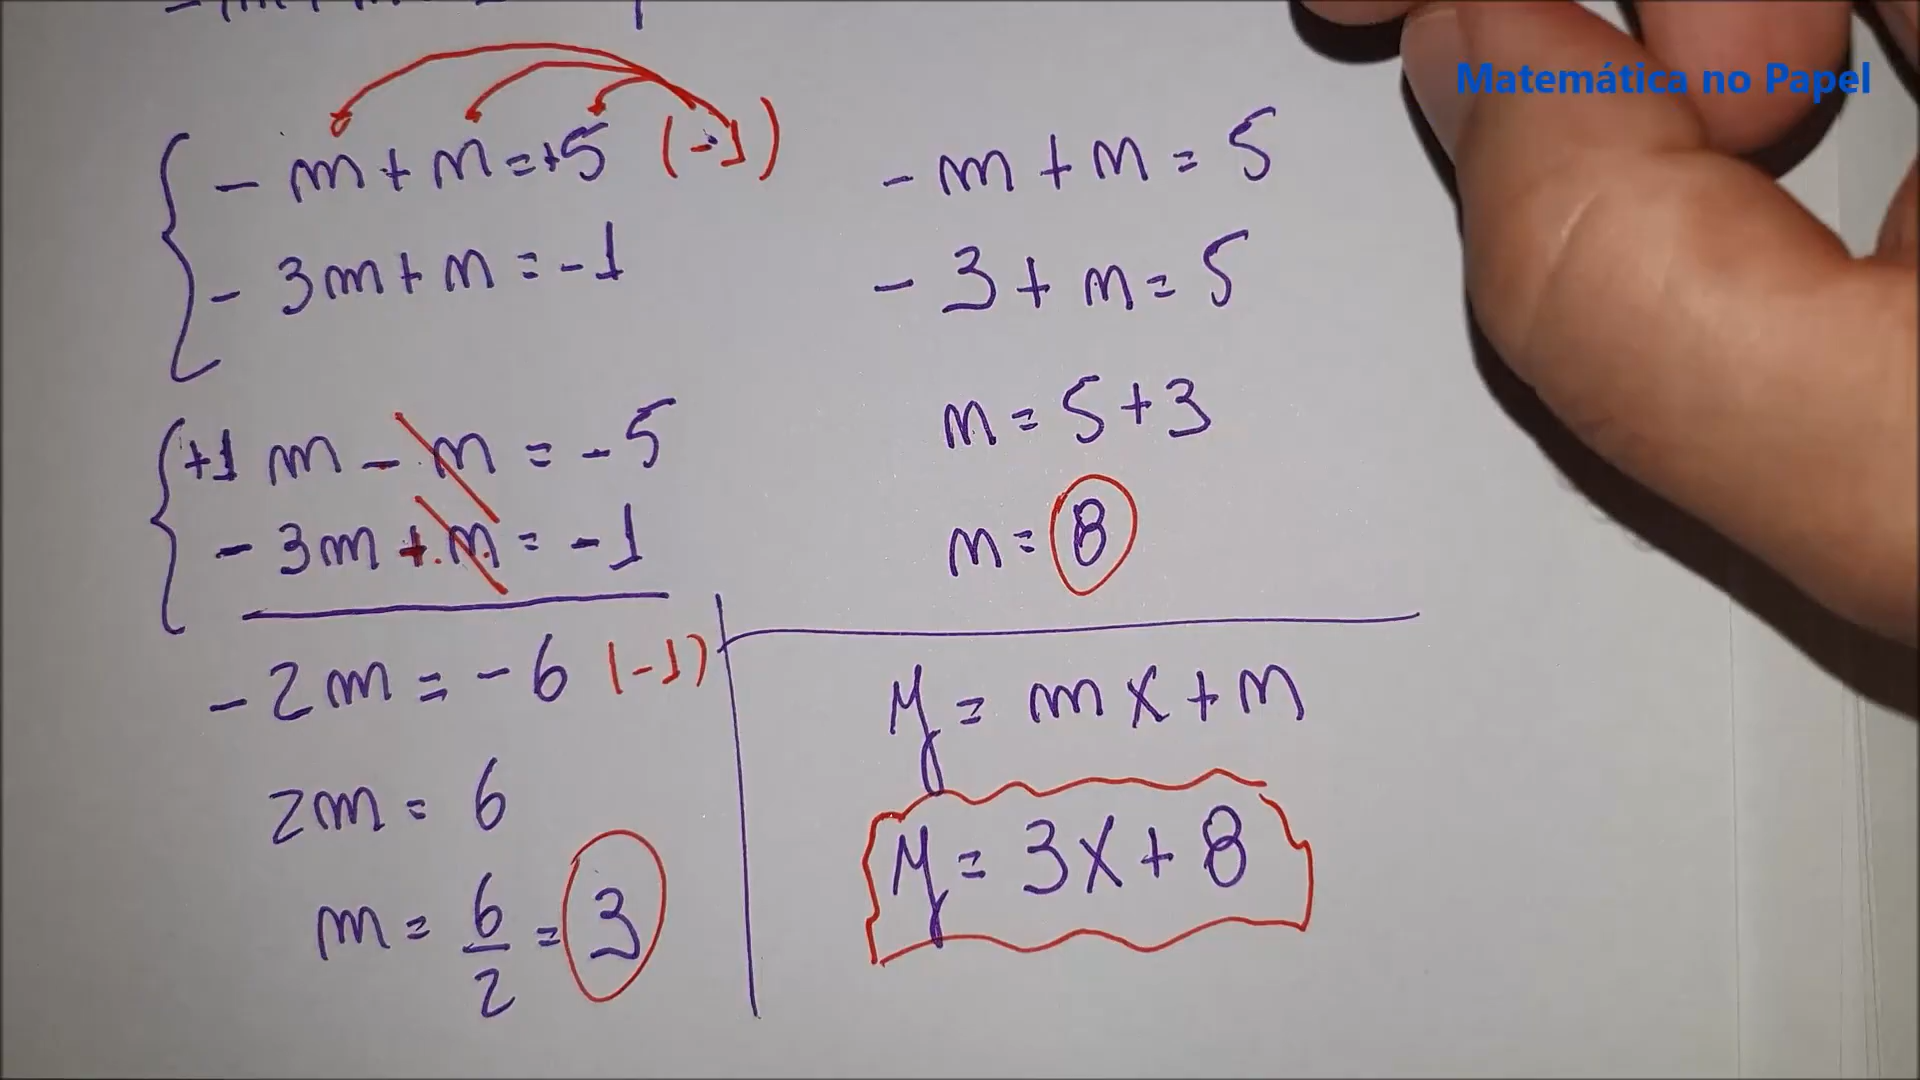 Matemática no Papel
- m + n = +5 (-1)
- 3m + n = -1
+1 m - n = -5
- 3m + n = -1
- 2m = -6 (-1)
2m = 6
m = 6/2 = 3
- m + n = 5
- 3 + n = 5
n = 5 + 3
n = 8
y = mx + n
y = 3x + 8